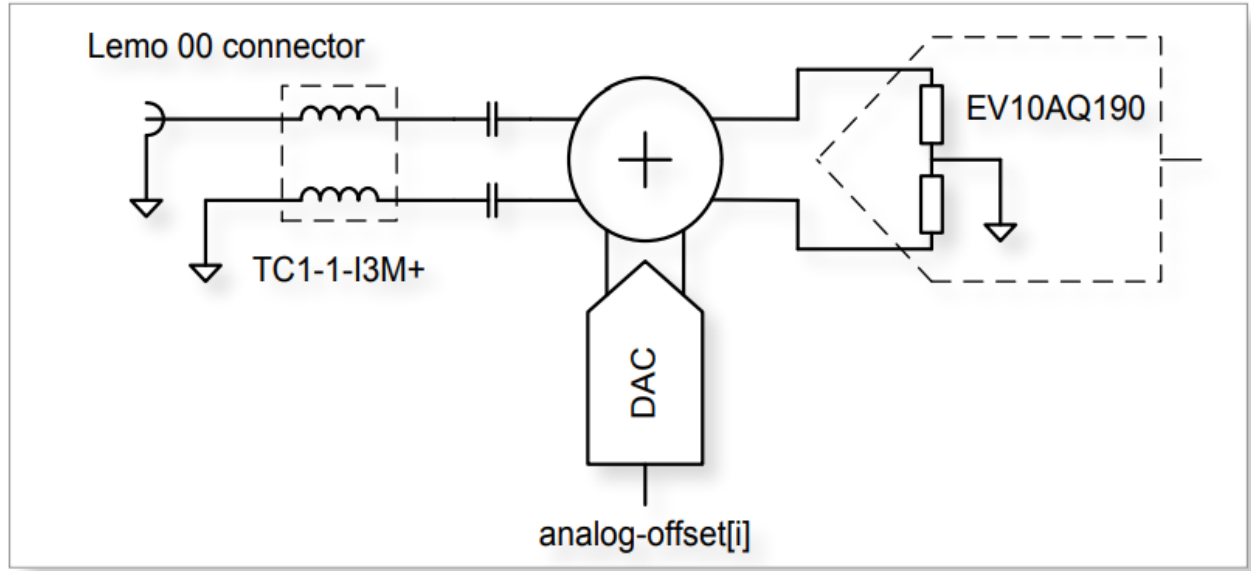 Lemo 00 connector
EV10AQ190
TC1-1-I3M+
DAC
analog-offset[i]